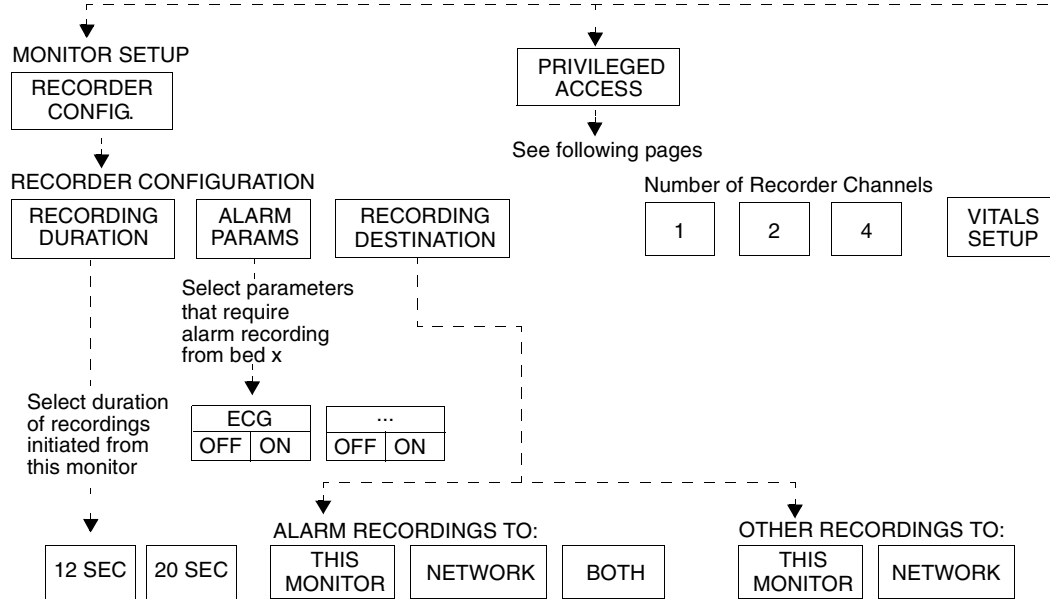 MONITOR SETUP
RECORDER
CONFIG.
PRIVILEGED
ACCESS
See following pages
RECORDER CONFIGURATION
RECORDING
DURATION
ALARM
PARAMS
RECORDING
DESTINATION
Number of Recorder Channels
1
2
4
VITALS
SETUP
Select parameters
that require
alarm recording
from bed x
Select duration
of recordings
initiated from
this monitor
ECG
OFF ON
...
OFF ON
12 SEC
20 SEC
ALARM RECORDINGS TO:
THIS
MONITOR
NETWORK
BOTH
OTHER RECORDINGS TO:
THIS
MONITOR
NETWORK